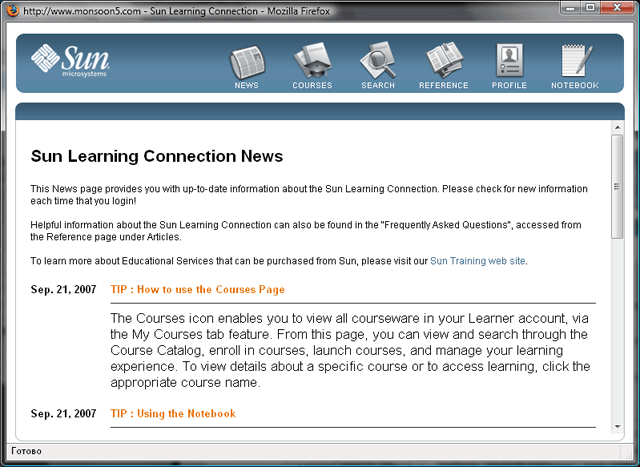 http://www.monsoon5.com - Sun Learning Connection - Mozilla Firefox
Sun
microsystems
NEWS COURSES SEARCH REFERENCE PROFILE NOTEBOOK
Sun Learning Connection News
This News page provides you with up-to-date information about the Sun Learning Connection. Please check for new information
each time that you login!
Helpful information about the Sun Learning Connection can also be found in the "Frequently Asked Questions", accessed from
the Reference page under Articles.
To learn more about Educational Services that can be purchased from Sun, please visit our Sun Training web site.
Sep. 21, 2007 TIP : How to use the Courses Page
The Courses icon enables you to view all courseware in your Learner account, via
the My Courses tab feature. From this page, you can view and search through the
Course Catalog, enroll in courses, launch courses, and manage your learning
experience. To view details about a specific course or to access learning, click the
appropriate course name.
Sep. 21, 2007 TIP : Using the Notebook
Готово